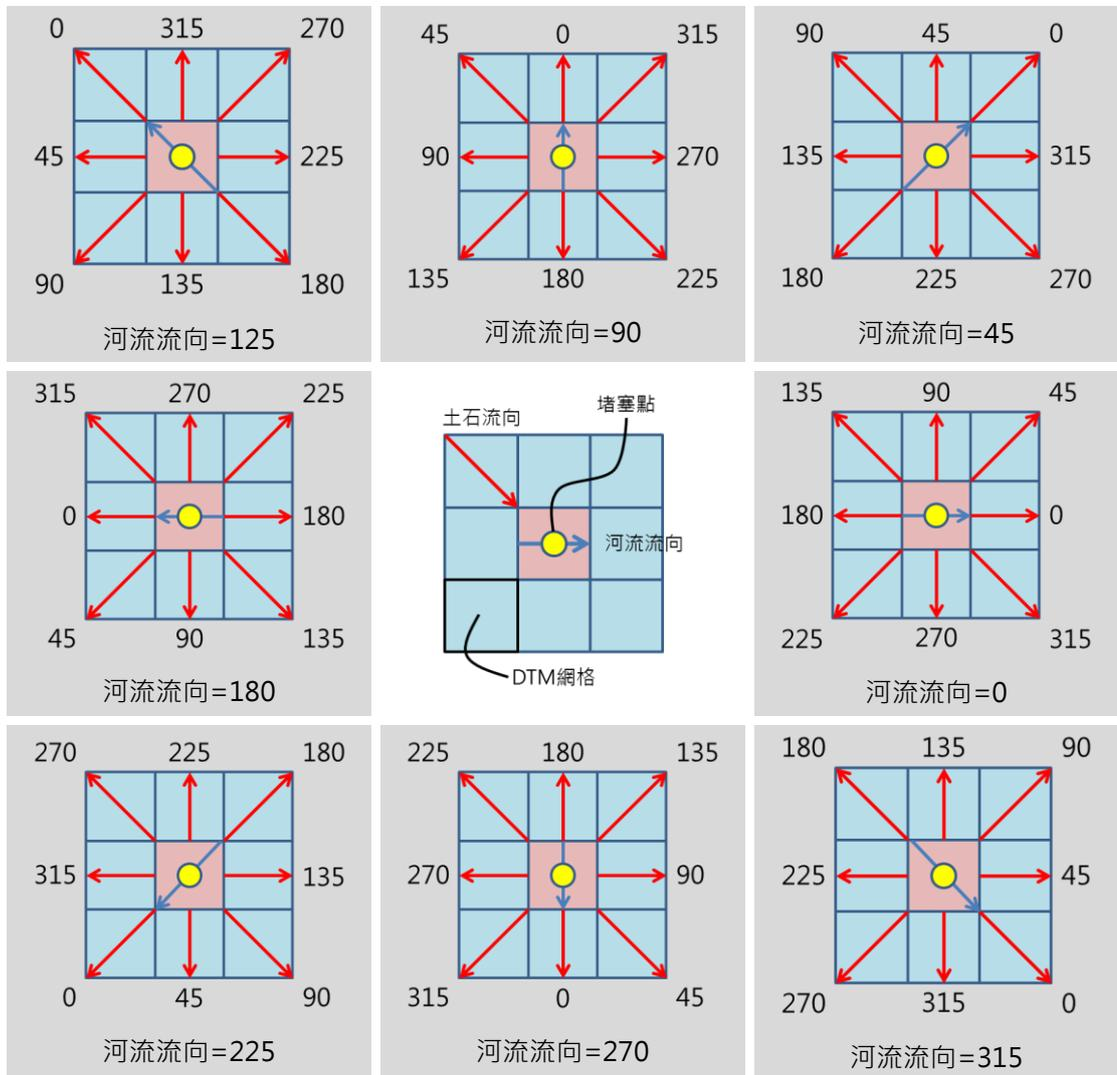 0 315 270
45 225
90 135 180
河流流向=125
45 0 315
90 270
135 180 225
河流流向=90
90 45 0
135 315
180 225 270
河流流向=45
315 270 225
0 180
45 90 135
河流流向=180
堵塞點
土石流向
河流流向
DTM網格
135 90 45
180 0
225 270 315
河流流向=0
270 225 180
315 135
0 45 90
河流流向=225
225 180 135
270 90
315 0 45
河流流向=270
180 135 90
225 45
270 315 0
河流流向=315